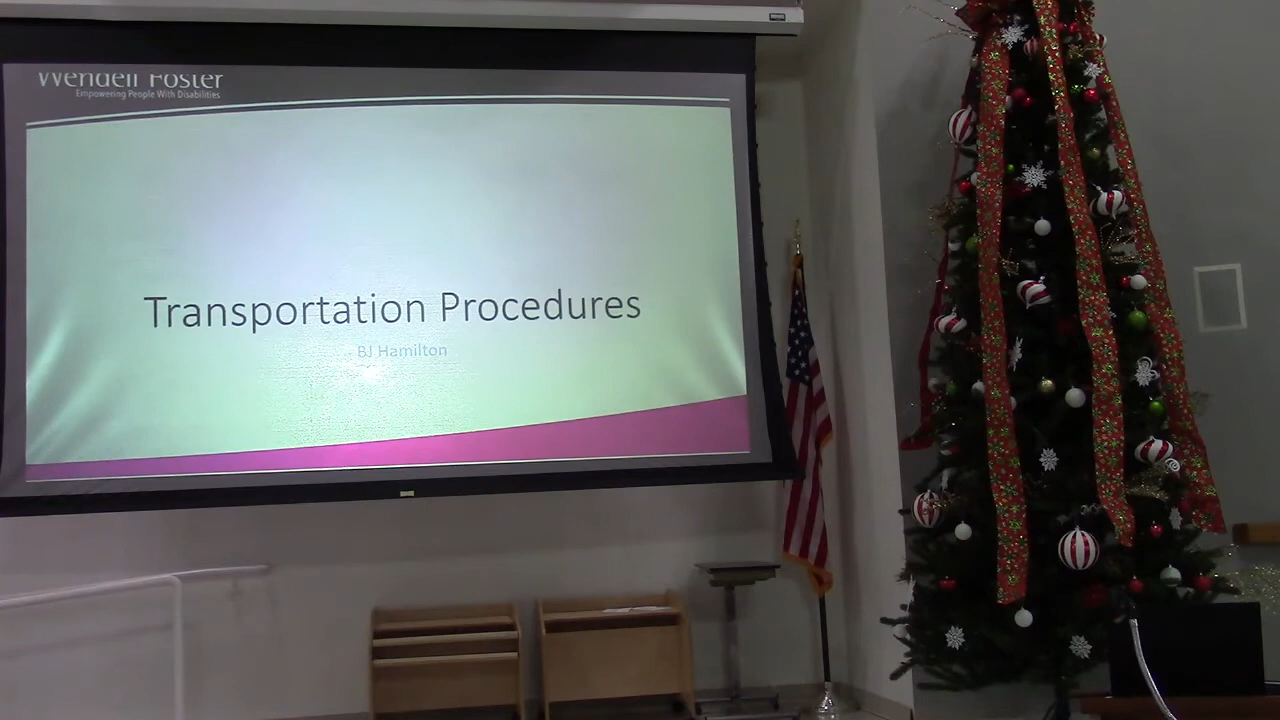 Wendell Foster
Empowering People With Disabilities
Transportation Procedures
BJ Hamilton